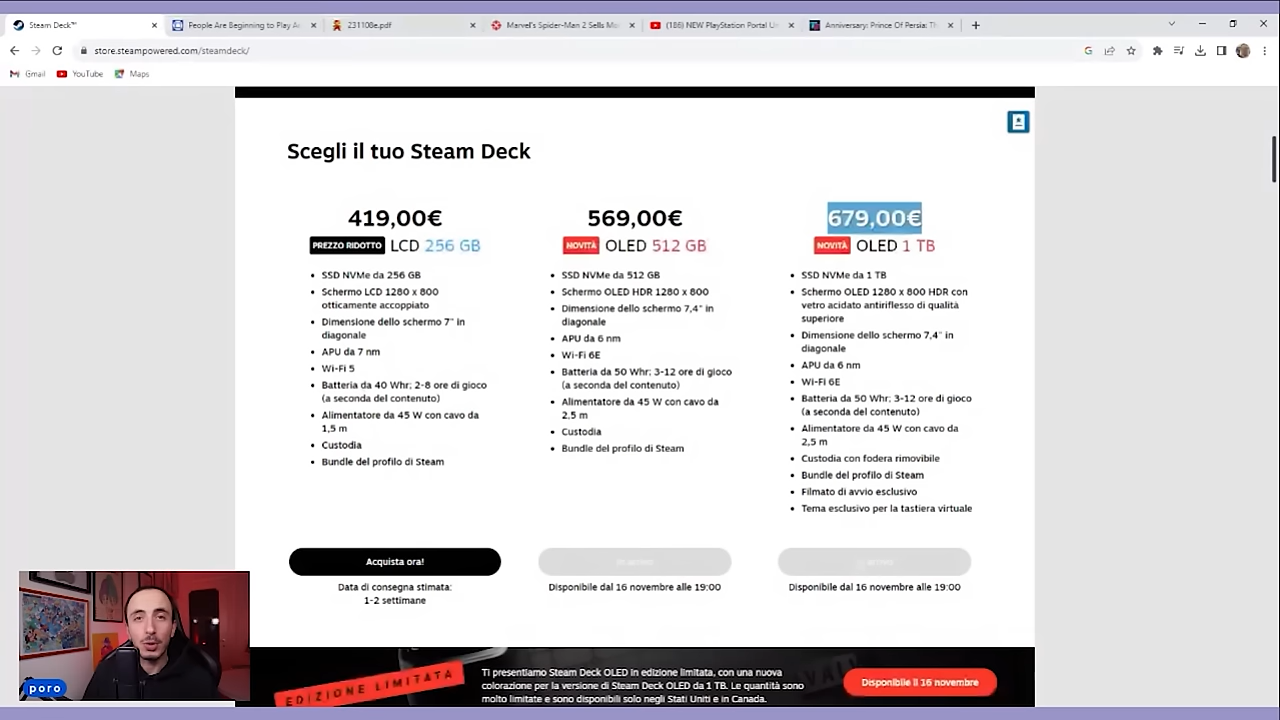 Steam Deck™
People Are Beginning to Play A
231108e.pdf
Marvel's Spider-Man 2 Sells Mo
(186) NEW PlayStation Portal U
Anniversary: Prince Of Persia: Th
store.steampowered.com/steamdeck/
Gmail
YouTube
Maps
Scegli il tuo Steam Deck
419,00€
PREZZO RIDOTTO LCD 256 GB
SSD NVMe da 256 GB
Schermo LCD 1280 x 800
otticamente accoppiato
Dimensione dello schermo 7" in
diagonale
APU da 7 nm
Wi-Fi 5
Batteria da 40 Whr; 2-8 ore di gioco
(a seconda del contenuto)
Alimentatore da 45 W con cavo da
1,5 m
Custodia
Bundle del profilo di Steam
Acquista ora!
Data di consegna stimata:
1-2 settimane
569,00€
NOVITÀ OLED 512 GB
SSD NVMe da 512 GB
Schermo OLED HDR 1280 x 800
Dimensione dello schermo 7,4" in
diagonale
APU da 6 nm
Wi-Fi 6E
Batteria da 50 Whr; 3-12 ore di gioco
(a seconda del contenuto)
Alimentatore da 45 W con cavo da
2,5 m
Custodia
Bundle del profilo di Steam
Disponibile dal 16 novembre alle 19:00
679,00€
NOVITÀ OLED 1 TB
SSD NVMe da 1 TB
Schermo OLED 1280 x 800 HDR con
vetro acidato antiriflesso di qualità
superiore
Dimensione dello schermo 7,4" in
diagonale
APU da 6 nm
Wi-Fi 6E
Batteria da 50 Whr; 3-12 ore di gioco
(a seconda del contenuto)
Alimentatore da 45 W con cavo da
2,5 m
Custodia con fodera rimovibile
Bundle del profilo di Steam
Filmato di avvio esclusivo
Tema esclusivo per la tastiera virtuale
Disponibile dal 16 novembre alle 19:00
EDIZIONE LIMITATA
Ti presentiamo Steam Deck OLED in edizione limitata, con una nuova
colorazione per la versione di Steam Deck OLED da 1 TB. Le quantità sono
molto limitate e sono disponibili solo negli Stati Uniti e in Canada.
Disponibile il 16 novembre
poro